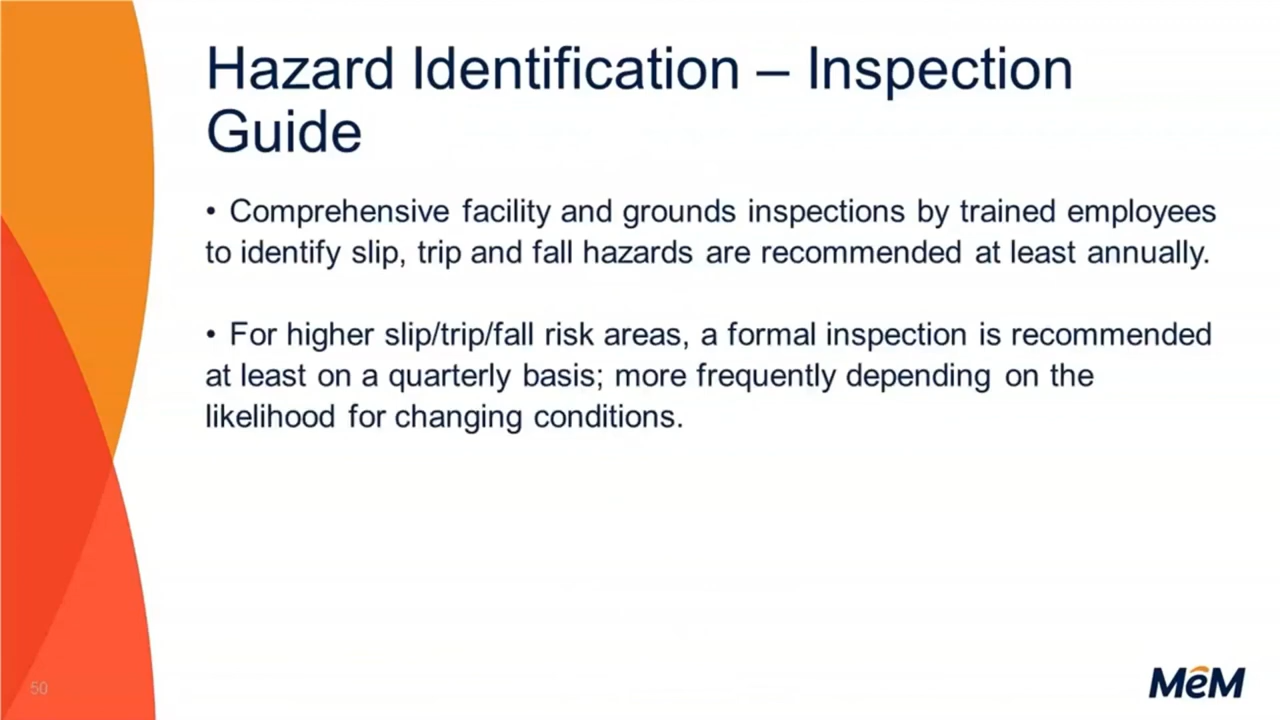 Hazard Identification – Inspection
Guide
• Comprehensive facility and grounds inspections by trained employees
to identify slip, trip and fall hazards are recommended at least annually.
• For higher slip/trip/fall risk areas, a formal inspection is recommended
at least on a quarterly basis; more frequently depending on the
likelihood for changing conditions.
50
MeM